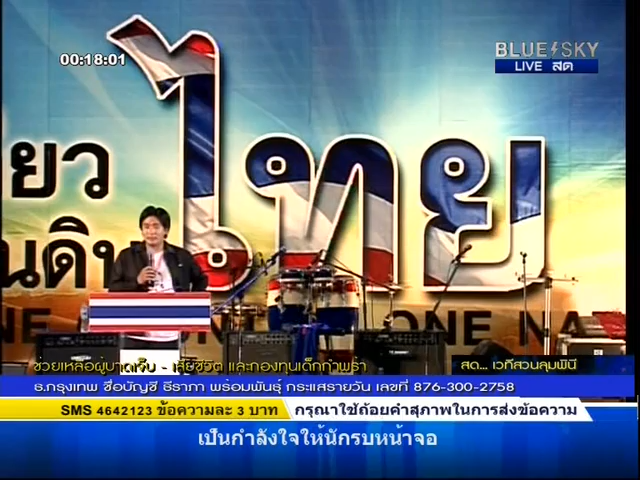 00:18:01
BLUE SKY
LIVE สด
ไทย
ียว
นดิน
ONE NA
ช่วยเหลือผู้บาดเจ็บ - เสียชีวิต และกองทุนเด็กกำพร้า
สด... เวทีสวนลุมพินี
ธ.กรุงเทพ ชื่อบัญชี ธีราภา พร้อมพันธุ์ กระแสรายวัน เลขที่ 876-300-2758
SMS 4642123 ข้อความละ 3 บาท
กรุณาใช้ถ้อยคำสุภาพในการส่งข้อความ
เป็นกำลังใจให้นักรบหน้าจอ